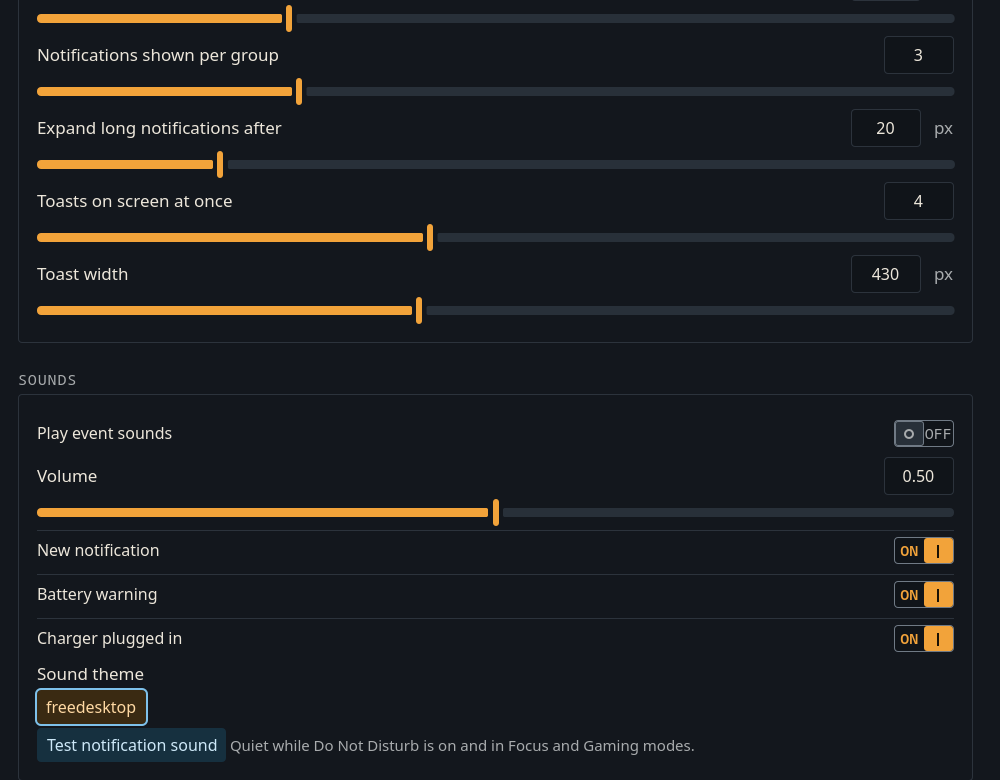 Notifications shown per group 3
Expand long notifications after 20 px
Toasts on screen at once 4
Toast width 430 px
SOUNDS
Play event sounds OFF
Volume 0.50
New notification ON
Battery warning ON
Charger plugged in ON
Sound theme
freedesktop
Test notification sound Quiet while Do Not Disturb is on and in Focus and Gaming modes.